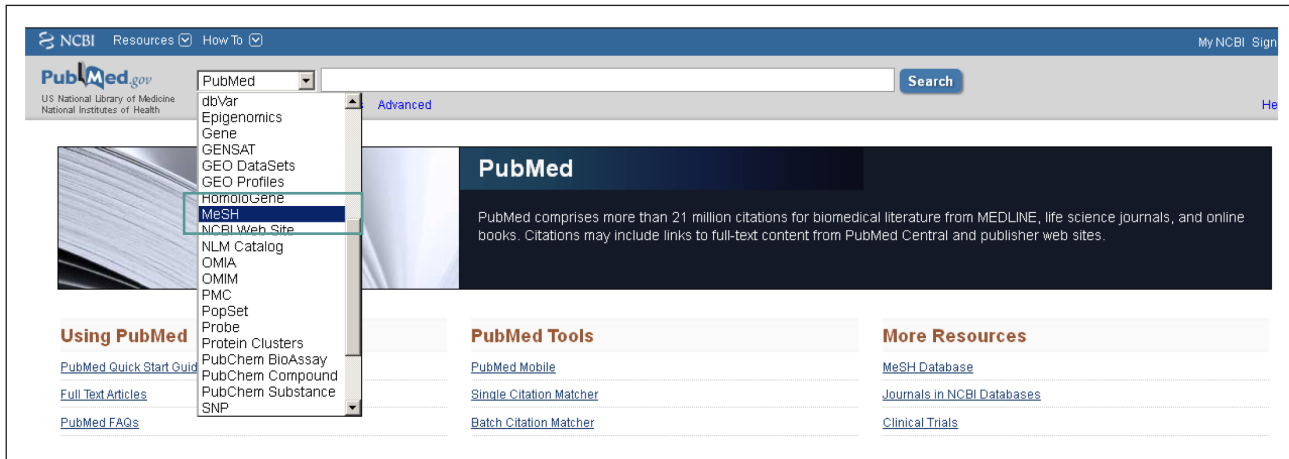 NCBI Resources How To My NCBI Sign
PubMed.gov
US National Library of Medicine
National Institutes of Health
PubMed
Search
Advanced
He
dbVar
Epigenomics
Gene
GENSAT
GEO DataSets
GEO Profiles
HomoloGene
MeSH
NCBI Web Site
NLM Catalog
OMIA
OMIM
PMC
PopSet
Probe
Protein Clusters
PubChem BioAssay
PubChem Compound
PubChem Substance
SNP
PubMed
PubMed comprises more than 21 million citations for biomedical literature from MEDLINE, life science journals, and online
books. Citations may include links to full-text content from PubMed Central and publisher web sites.
Using PubMed
PubMed Quick Start Guid
Full Text Articles
PubMed FAQs
PubMed Tools
PubMed Mobile
Single Citation Matcher
Batch Citation Matcher
More Resources
MeSH Database
Journals in NCBI Databases
Clinical Trials